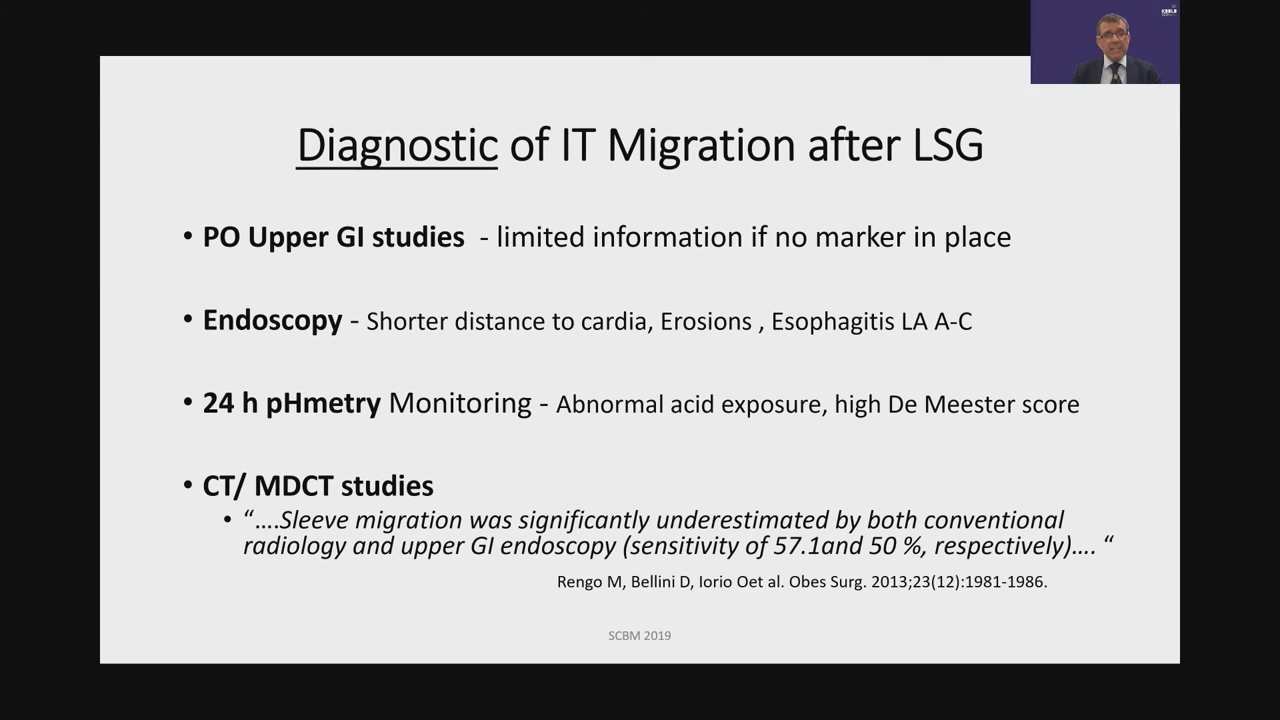 Diagnostic of IT Migration after LSG
• PO Upper GI studies - limited information if no marker in place
• Endoscopy - Shorter distance to cardia, Erosions , Esophagitis LA A-C
• 24 h pHmetry Monitoring - Abnormal acid exposure, high De Meester score
• CT/ MDCT studies
• “….Sleeve migration was significantly underestimated by both conventional
radiology and upper GI endoscopy (sensitivity of 57.1and 50 %, respectively)…. “
Rengo M, Bellini D, Iorio Oet al. Obes Surg. 2013;23(12):1981-1986.
SCBM 2019